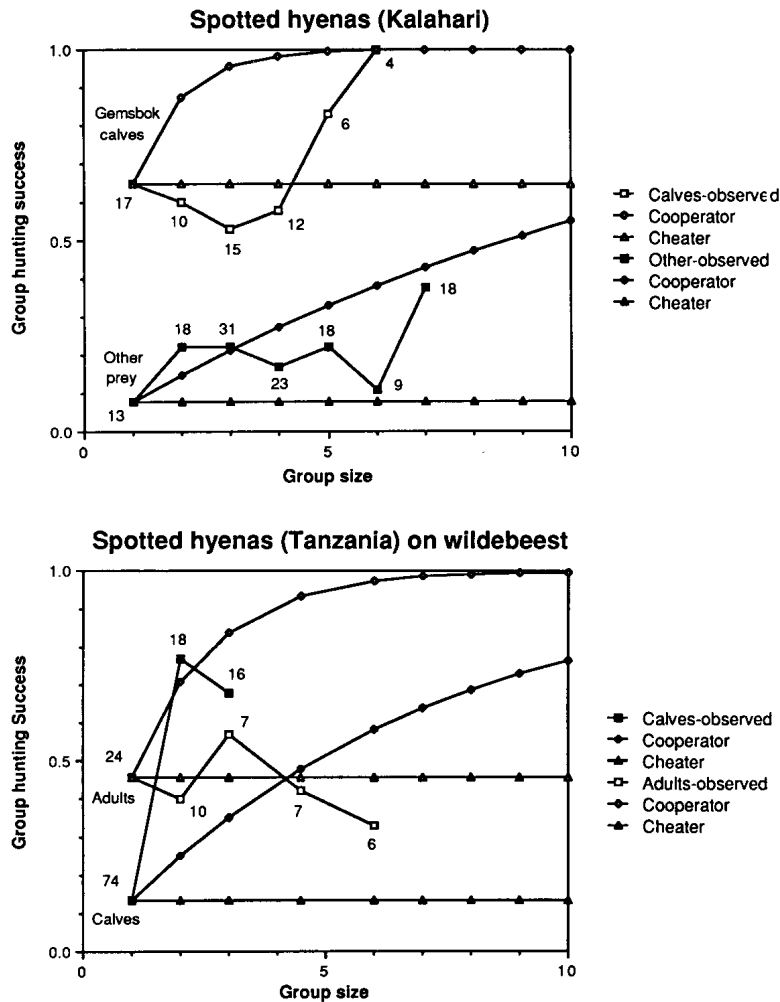 Spotted hyenas (Kalahari)
1.0
4
Gemsbok
calves
6
17
10
15
12
0.5
Group hunting success
18
31
18
18
Other
prey
23
9
13
0.0
0
5
10
Group size
Calves-observed
Cooperator
Cheater
Other-observed
Cooperator
Cheater
Spotted hyenas (Tanzania) on wildebeest
1.0
18
16
7
24
0.5
Adults
10
7
6
74
Calves
0.0
Group hunting Success
0
5
10
Group size
Calves-observed
Cooperator
Cheater
Adults-observed
Cooperator
Cheater